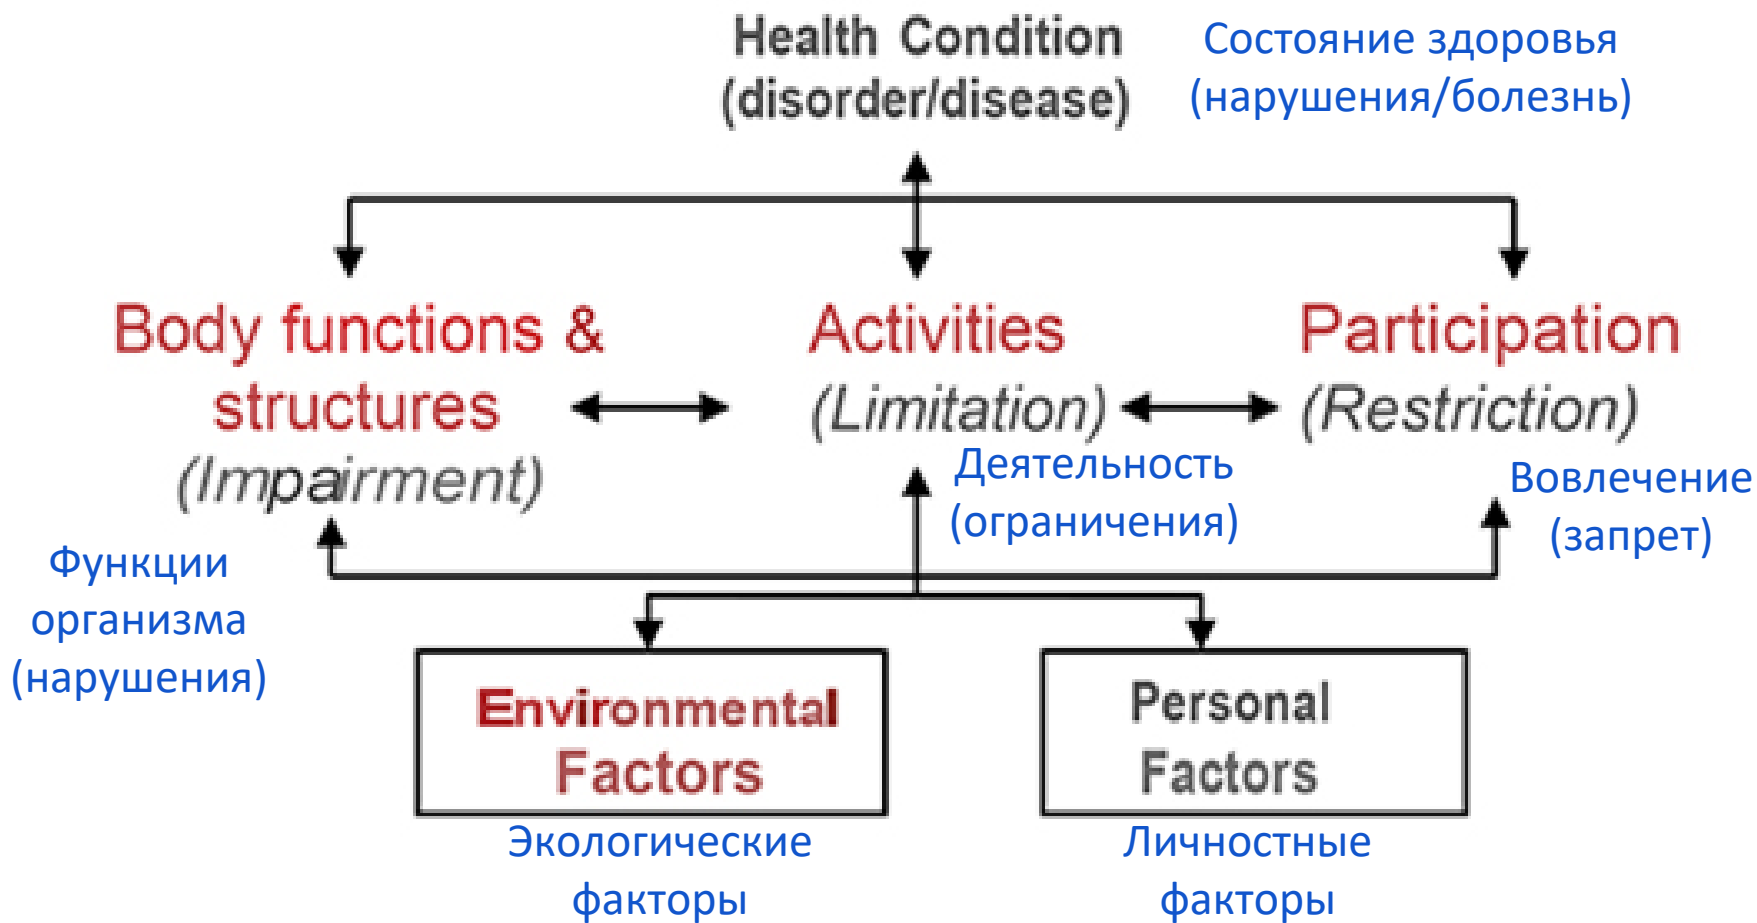 Health Condition
(disorder/disease)
Состояние здоровья
(нарушения/болезнь)
Body functions &
structures
(Impairment)
Activities
(Limitation)
Participation
(Restriction)
Функции
организма
(нарушения)
Деятельность
(ограничения)
Вовлечение
(запрет)
Environmental
Factors
Personal
Factors
Экологические
факторы
Личностные
факторы